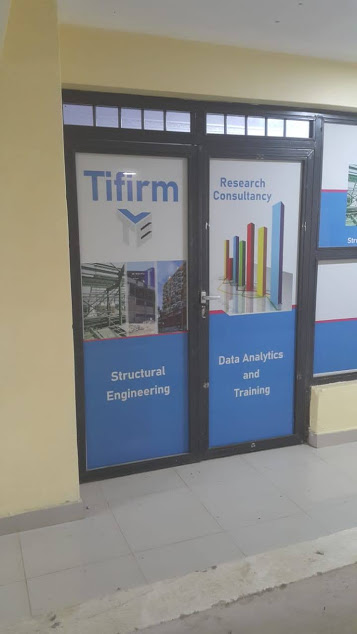 Tifirm
Structural
Engineering
Research
Consultancy
Data Analytics
and
Training